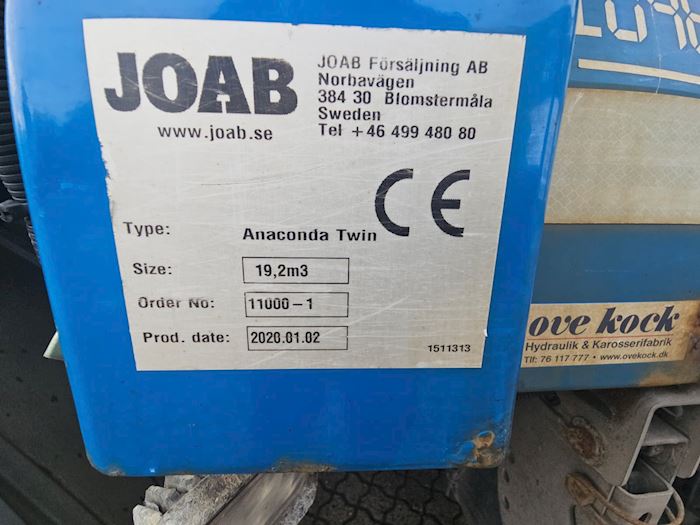 JOAB
www.joab.se
JOAB Försäljning AB
Norbavägen
384 30 Blomstermåla
Sweden
Tel +46 499 480 80
CE
Type: Anaconda Twin
Size: 19,2m3
Order No: 11000-1
Prod. date: 2020.01.02
1511313
ove kock
Hydraulik & Karosserifabrik
Tlf: 76 117 777 • www.ovekock.dk